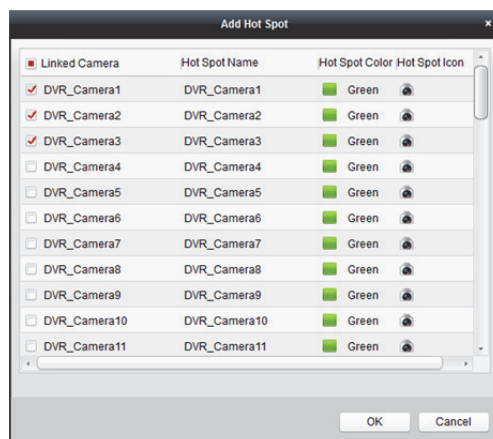 Add Hot Spot ×
Linked Camera Hot Spot Name Hot Spot Color Hot Spot Icon
DVR_Camera1 DVR_Camera1 Green
DVR_Camera2 DVR_Camera2 Green
DVR_Camera3 DVR_Camera3 Green
DVR_Camera4 DVR_Camera4 Green
DVR_Camera5 DVR_Camera5 Green
DVR_Camera6 DVR_Camera6 Green
DVR_Camera7 DVR_Camera7 Green
DVR_Camera8 DVR_Camera8 Green
DVR_Camera9 DVR_Camera9 Green
DVR_Camera10 DVR_Camera10 Green
DVR_Camera11 DVR_Camera11 Green
OK Cancel